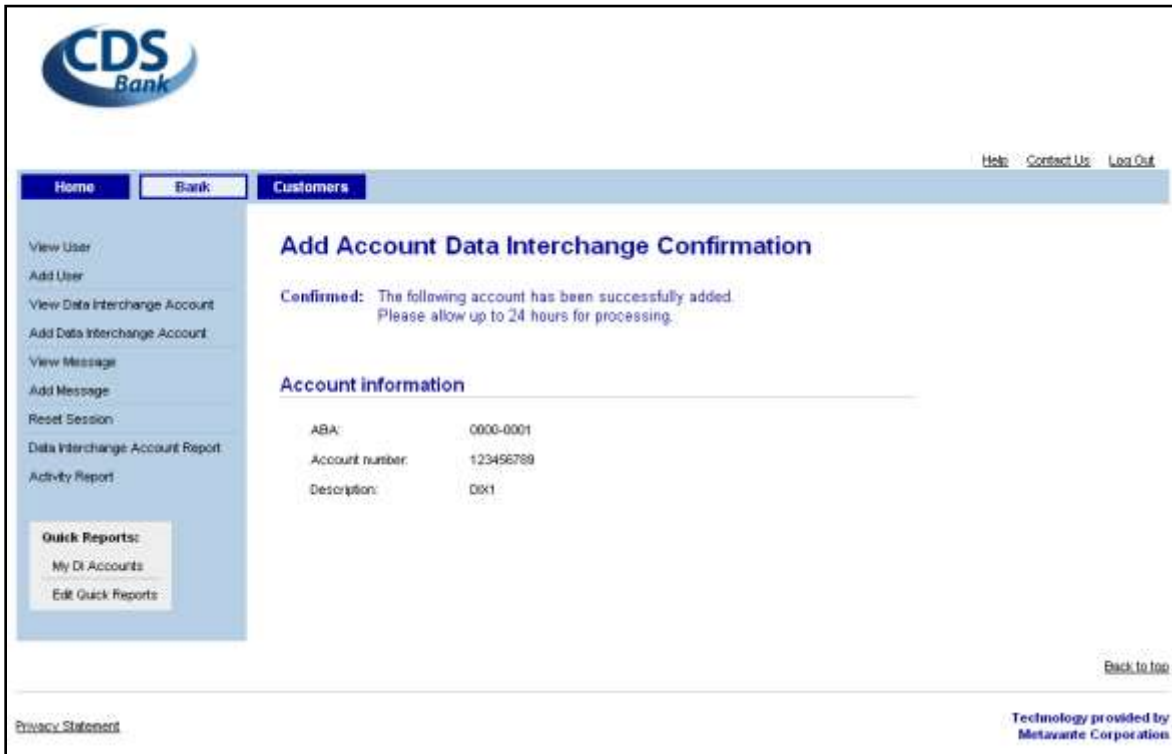 CDS
Bank
Help Contact Us Log Out
Home Bank Customers
View User
Add User
View Data Interchange Account
Add Data Interchange Account
View Message
Add Message
Reset Session
Data Interchange Account Report
Activity Report
Quick Reports:
My DI Accounts
Edit Quick Reports
Add Account Data Interchange Confirmation
Confirmed: The following account has been successfully added.
Please allow up to 24 hours for processing.
Account information
ABA: 0000-0001
Account number: 123456789
Description: DIX1
Back to top
Privacy Statement
Technology provided by
Metavante Corporation